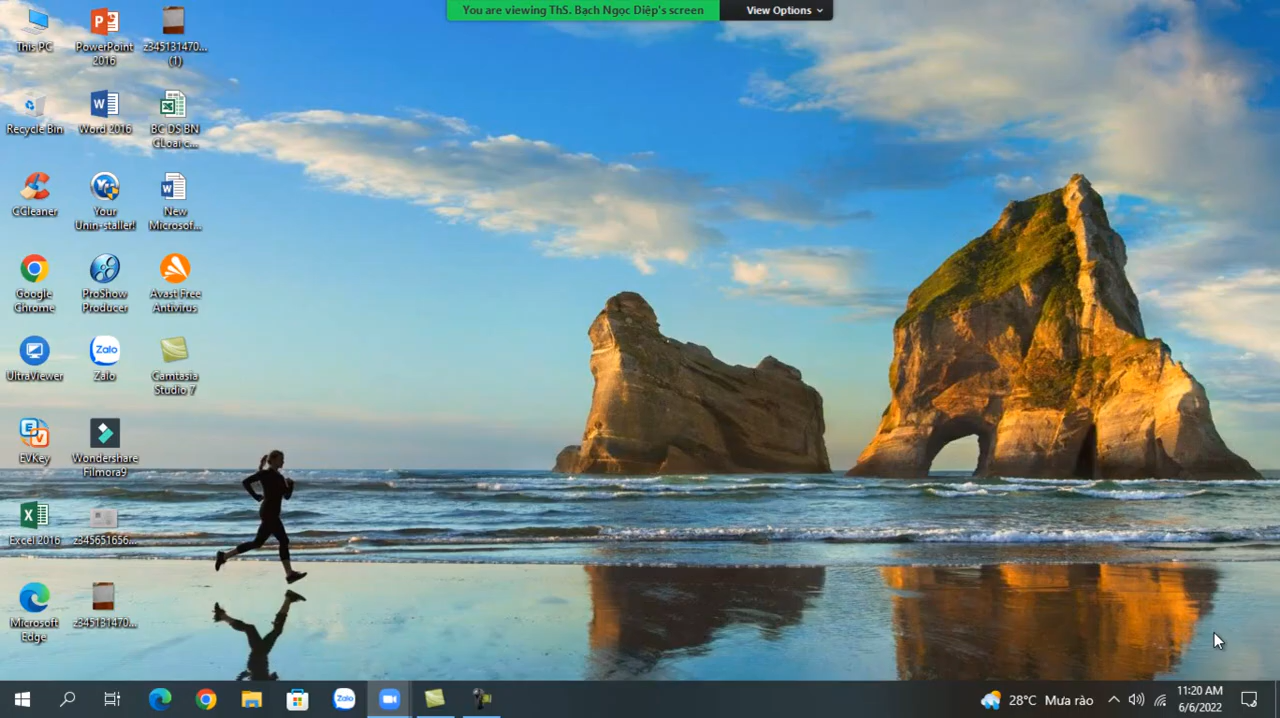 You are viewing ThS. Bạch Ngọc Diệp's screen
View Options
This PC
PowerPoint
2016
z345131470...
(1)
Recycle Bin
Word 2016
BC DS BN
CLoai c...
CCleaner
Your
Unin-staller!
New
Microsof...
Google
Chrome
ProShow
Producer
Avast Free
Antivirus
UltraViewer
Zalo
Zalo
Camtasia
Studio 7
EVKey
Wondershare
Filmora9
Excel 2016
z345651656...
Microsoft
Edge
z345131470...
Zalo
28°C Mưa rào
11:20 AM
6/6/2022